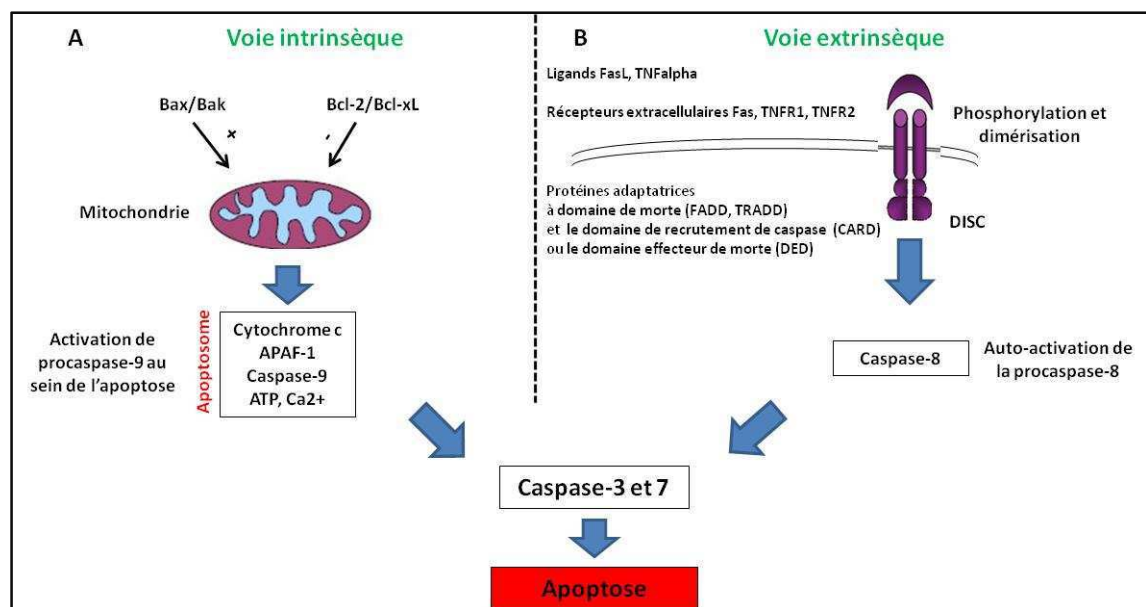 A
Voie intrinsèque
Bax/Bak
Bcl-2/Bcl-xL
+
-
Mitochondrie
Activation de
procaspase-9 au
sein de l'apoptose
Apoptosome
Cytochrome c
APAF-1
Caspase-9
ATP, Ca2+
B
Voie extrinsèque
Ligands FasL, TNFalpha
Récepteurs extracellulaires Fas, TNFR1, TNFR2
Phosphorylation et
dimérisation
Protéines adaptatrices
à domaine de morte (FADD, TRADD)
et le domaine de recrutement de caspase (CARD)
ou le domaine effecteur de morte (DED)
DISC
Caspase-8
Auto-activation de
la procaspase-8
Caspase-3 et 7
Apoptose